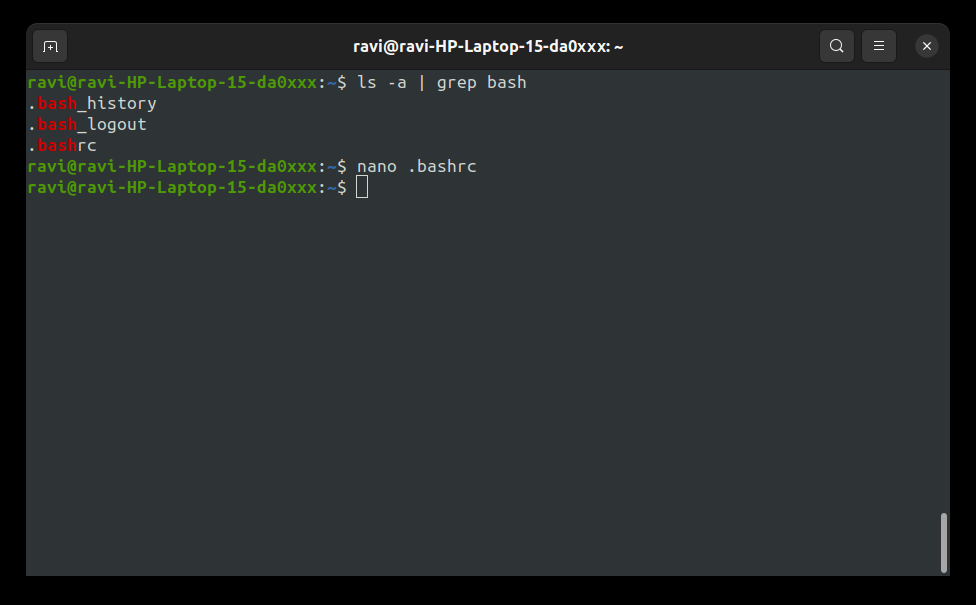 ravi@ravi-HP-Laptop-15-da0xxx: ~
ravi@ravi-HP-Laptop-15-da0xxx:~$ ls -a | grep bash
.bash_history
.bash_logout
.bashrc
ravi@ravi-HP-Laptop-15-da0xxx:~$ nano .bashrc
ravi@ravi-HP-Laptop-15-da0xxx:~$